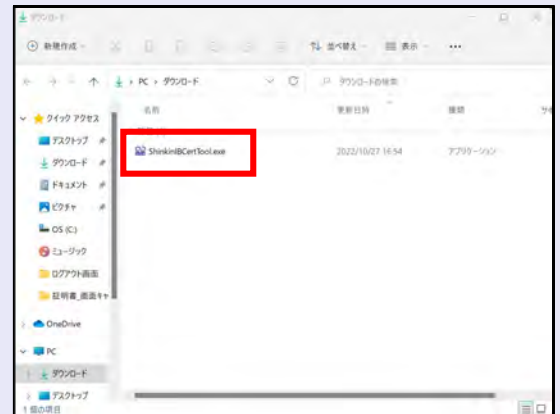 ダウンロード
新規作成
並べ替え
表示
PC > ダウンロード
ダウンロードの検索
名前
更新日時
種類
クイック アクセス
デスクトップ
ダウンロード
ドキュメント
ピクチャ
OS (C:)
ミュージック
ログアウト画面
証明書_画面キャ
OneDrive
PC
ダウンロード
デスクトップ
ShinkinIBCertTool.exe
2022/10/27 16:54
アプリケーション
1 個の項目